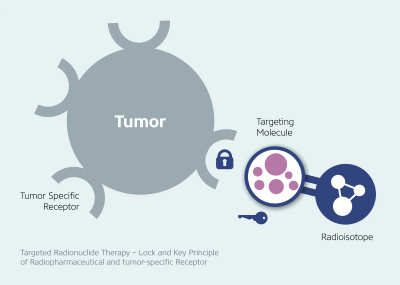 Tumor
Targeting
Molecule
Tumor Specific
Receptor
Radioisotope
Targeted Radionuclide Therapy – Lock and Key Principle
of Radiopharmaceutical and tumor-specific Receptor